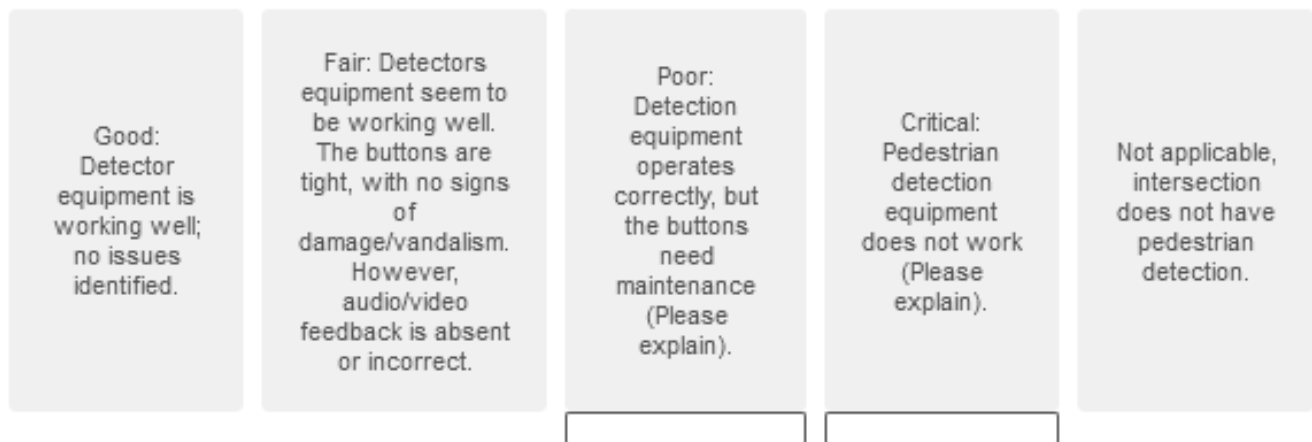 Good:
Detector
equipment is
working well;
no issues
identified.
Fair: Detectors
equipment seem to
be working well.
The buttons are
tight, with no signs
of
damage/vandalism.
However,
audio/video
feedback is absent
or incorrect.
Poor:
Detection
equipment
operates
correctly, but
the buttons
need
maintenance
(Please
explain).
Critical:
Pedestrian
detection
equipment
does not work
(Please
explain).
Not applicable,
intersection
does not have
pedestrian
detection.